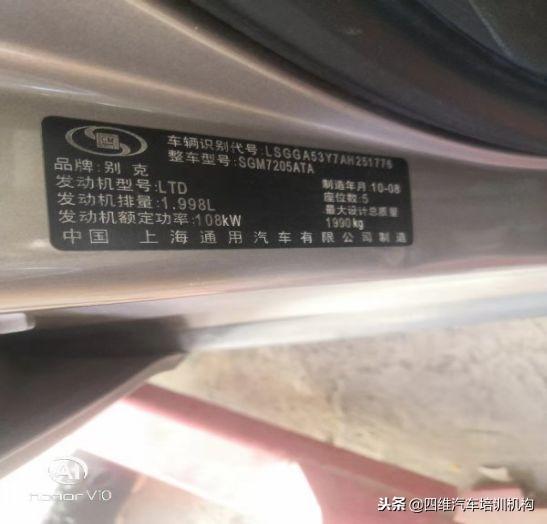 GM
车辆识别代号:LSGGA53Y7AH251776
整车型号:SGM7205ATA
品牌:别克
发动机型号:LTD
制造年月:10-08
发动机排量:1.998L
座位数:5
发动机额定功率:108kW
最大设计总质量
1990kg
中国 上海通用汽车有限公司制造
AI
HONOR V10
头条 @四维汽车培训机构